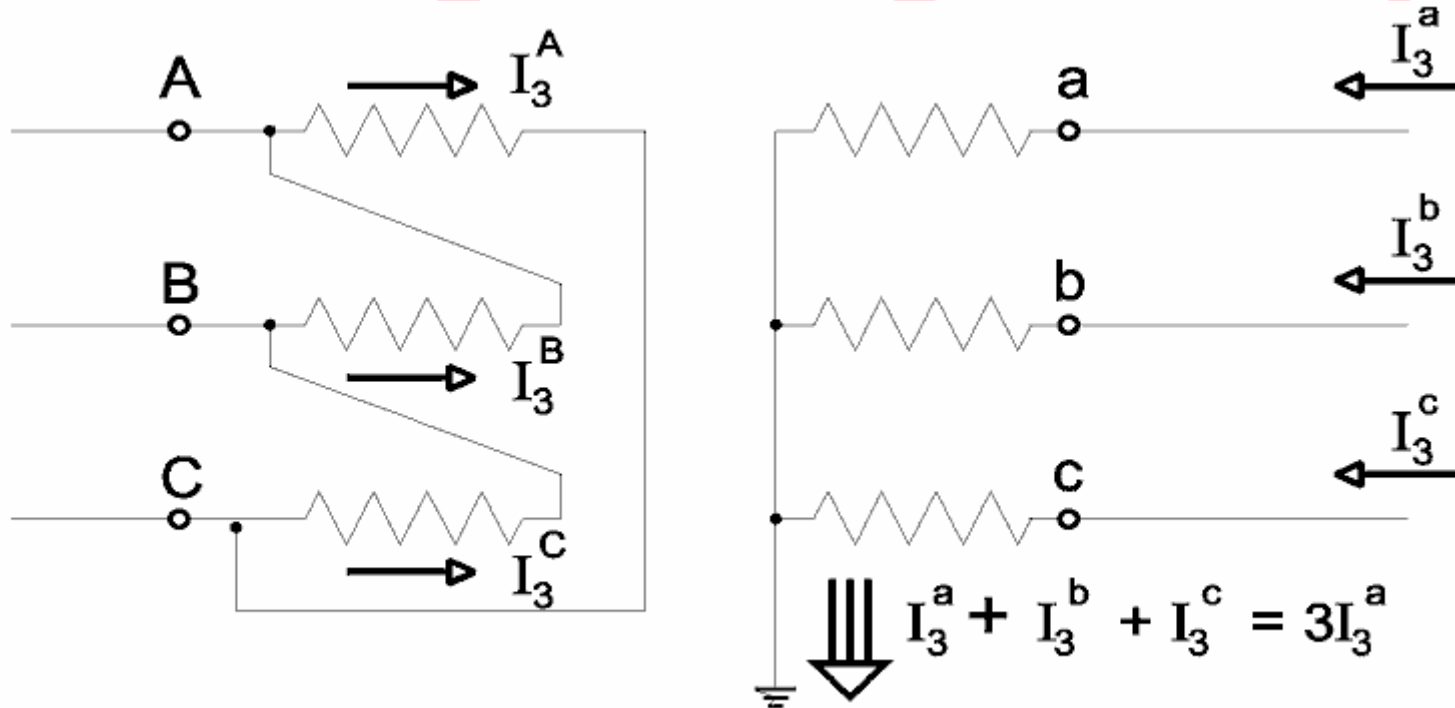 A
I₃ᴬ
a
I₃ᵃ
B
I₃ᴮ
b
I₃ᵇ
C
I₃ᶜ
c
I₃ᶜ
I₃ᵃ + I₃ᵇ + I₃ᶜ = 3I₃ᵃ